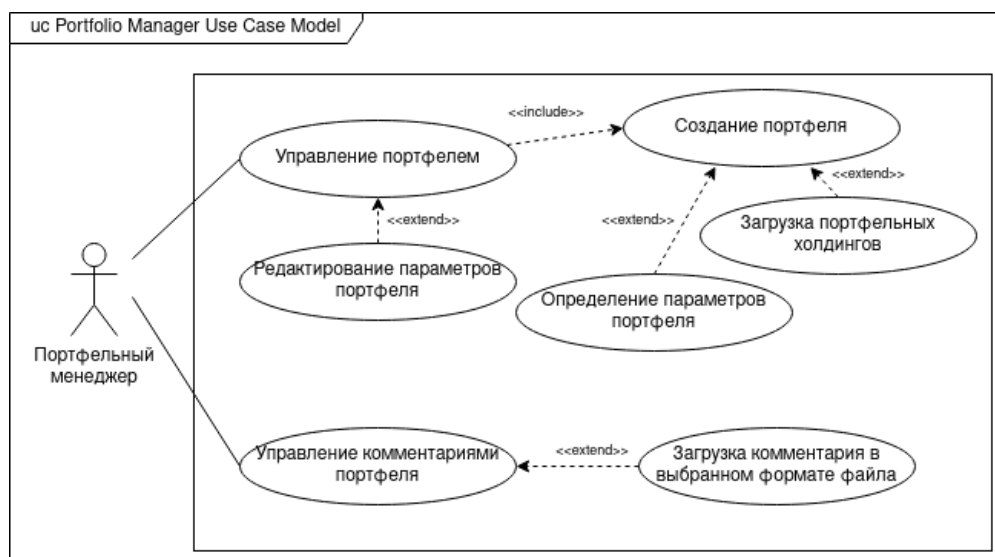 uc Portfolio Manager Use Case Model
<<include>>
Создание портфеля
Управление портфелем
<<extend>>
<<extend>>
<<extend>>
Загрузка портфельных
холдингов
Редактирование параметров
портфеля
Определение параметров
портфеля
Портфельный
менеджер
Управление комментариями
портфеля
<<extend>>
Загрузка комментария в
выбранном формате файла